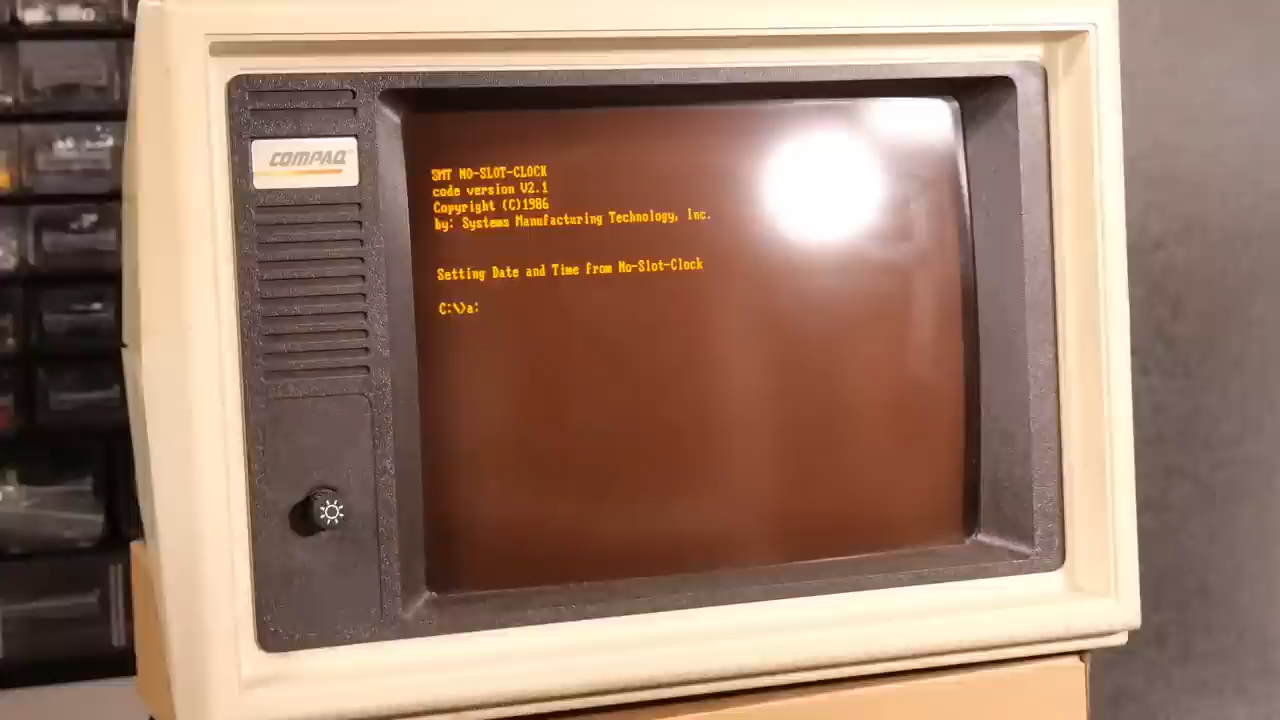 COMPAQ
SMT NO-SLOT-CLOCK
code version V2.1
Copyright (C)1986
by: Systems Manufacturing Technology, Inc.
Setting Date and Time from No-Slot-Clock
C:\>a: